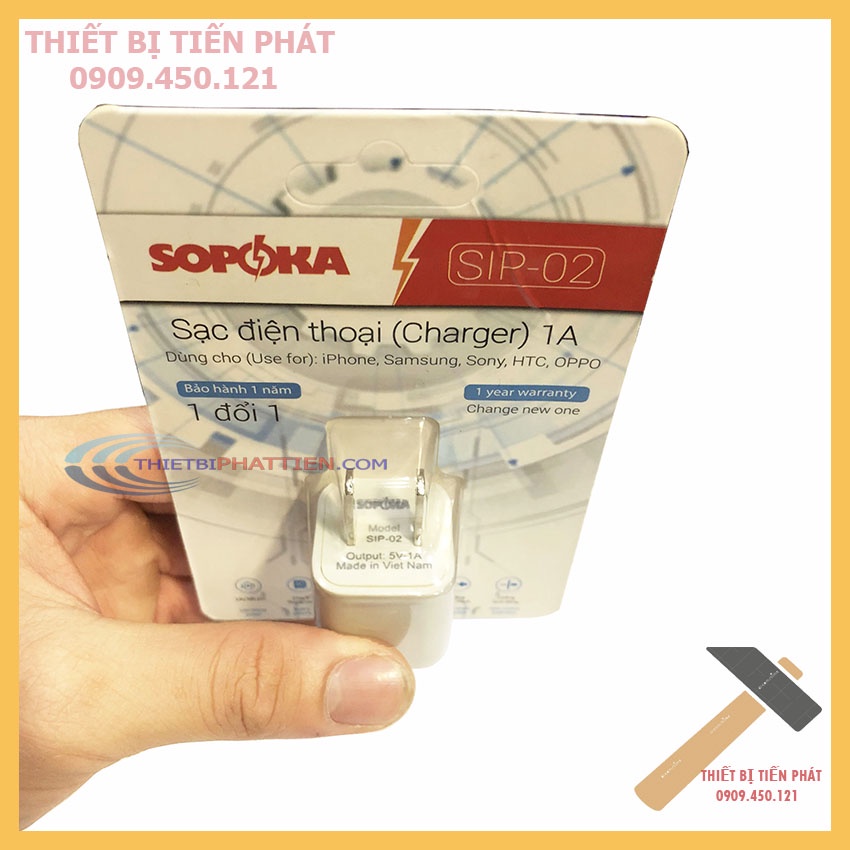 THIẾT BỊ TIẾN PHÁT
0909.450.121
SOPOKA
SIP-02
Sạc điện thoại (Charger) 1A
Dùng cho (Use for): iPhone, Samsung, Sony, HTC, OPPO
Bảo hành 1 năm
1 đổi 1
1 year warranty
Change new one
THIETBIPHATTIEN.COM
SOPOKA
Model
SIP-02
Output: 5V-1A
Made in Viet Nam
THIẾT BỊ TIẾN PHÁT
0909.450.121